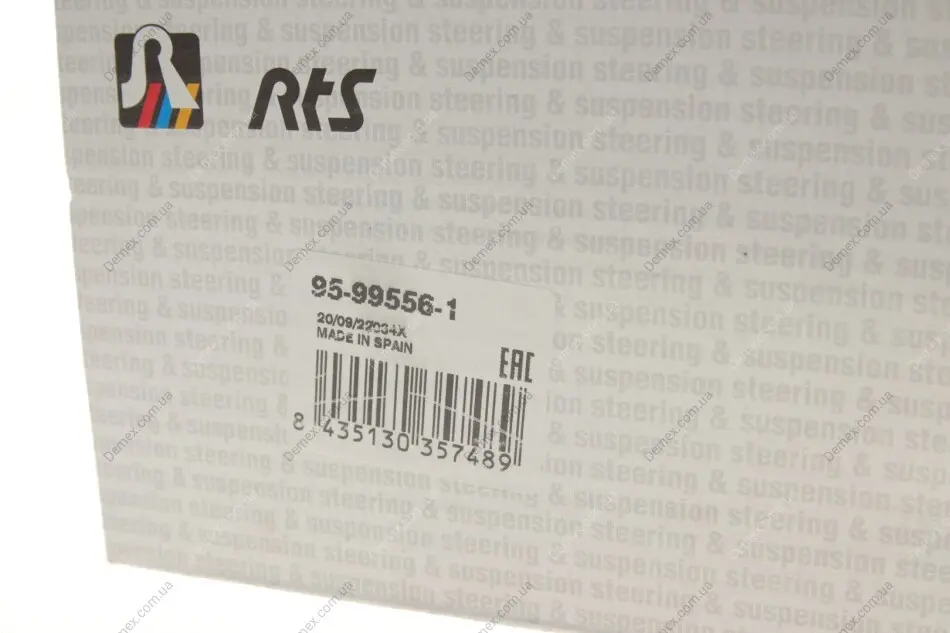 RTS
95-99556-1
20/09/22034X
MADE IN SPAIN
EAC
8 435130 357489
steering & suspension steering & suspension steering & suspension
Demex.com.ua